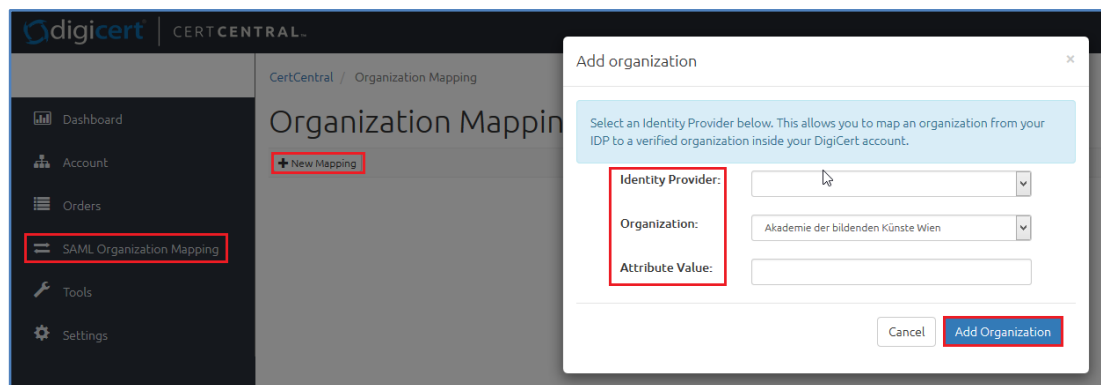 digicert CERTCENTRAL™
CertCentral / Organization Mapping
Dashboard
Account
Orders
SAML Organization Mapping
Tools
Settings
Organization Mappin
+ New Mapping
Add organization ×
Select an Identity Provider below. This allows you to map an organization from your
IDP to a verified organization inside your DigiCert account.
Identity Provider:
Organization: Akademie der bildenden Künste Wien
Attribute Value:
Cancel Add Organization